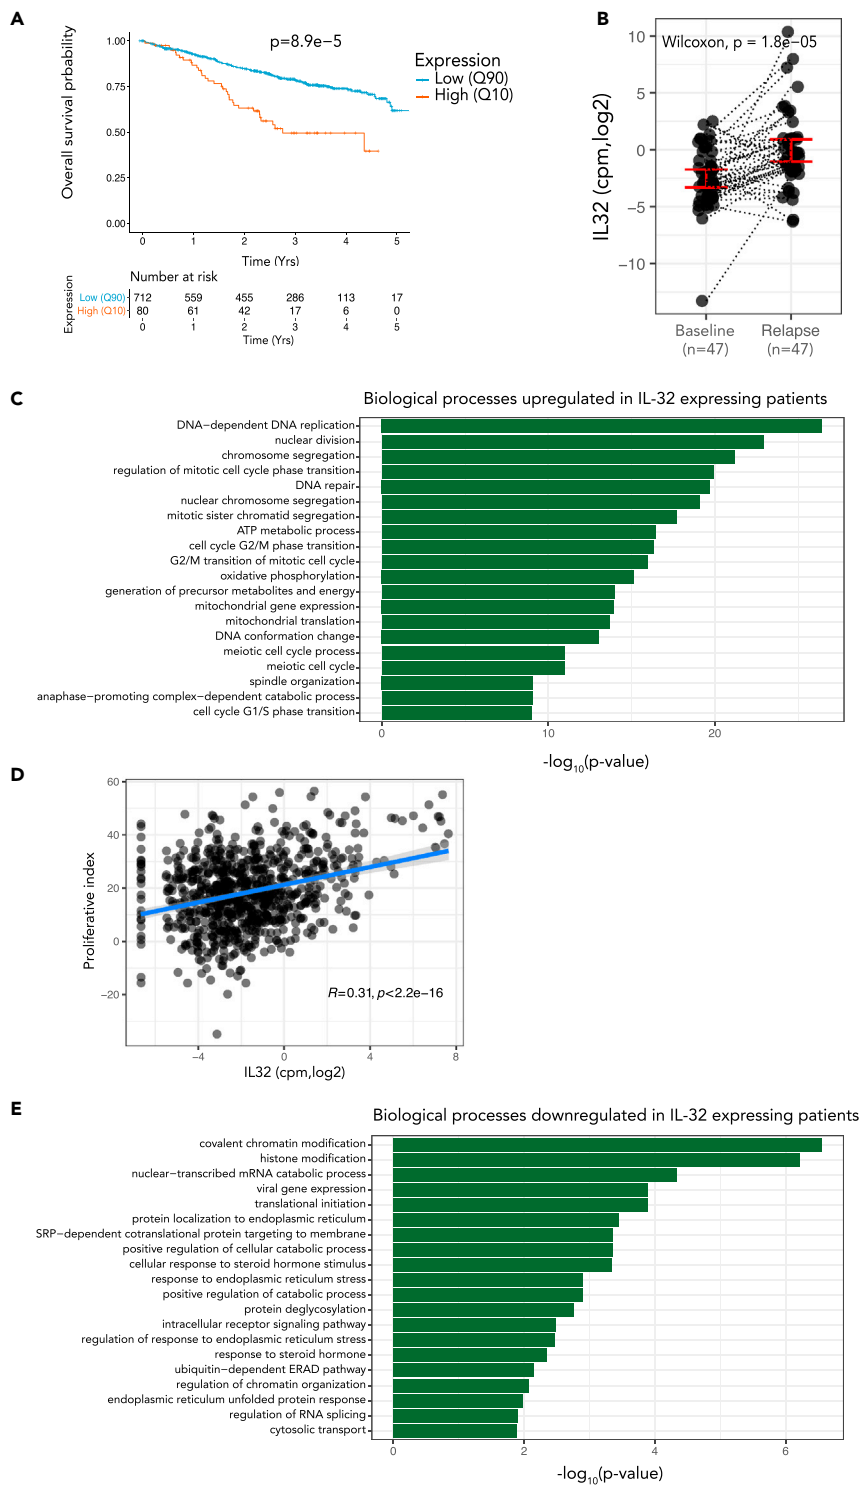 A
Overall survival prbability
1.00
0.75
0.50
0.25
0.00
p=8.9e−5
0 1 2 3 4 5
Time (Yrs)
Expression
Low (Q90)
High (Q10)
Number at risk
Expression
Low (Q90) 712 559 455 286 113 17
High (Q10) 80 61 42 17 6 0
0 1 2 3 4 5
Time (Yrs)
B
IL32 (cpm,log2)
10
5
0
−5
−10
Wilcoxon, p = 1.8e−05
Baseline Relapse
(n=47) (n=47)
C
Biological processes upregulated in IL-32 expressing patients
DNA−dependent DNA replication
nuclear division
chromosome segregation
regulation of mitotic cell cycle phase transition
DNA repair
nuclear chromosome segregation
mitotic sister chromatid segregation
ATP metabolic process
cell cycle G2/M phase transition
G2/M transition of mitotic cell cycle
oxidative phosphorylation
generation of precursor metabolites and energy
mitochondrial gene expression
mitochondrial translation
DNA conformation change
meiotic cell cycle process
meiotic cell cycle
spindle organization
anaphase−promoting complex−dependent catabolic process
cell cycle G1/S phase transition
0 10 20
-log10(p-value)
D
Proliferative index
60
40
20
0
−20
R=0.31, p<2.2e−16
−4 0 4 8
IL32 (cpm,log2)
E
Biological processes downregulated in IL-32 expressing patients
covalent chromatin modification
histone modification
nuclear−transcribed mRNA catabolic process
viral gene expression
translational initiation
protein localization to endoplasmic reticulum
SRP−dependent cotranslational protein targeting to membrane
positive regulation of cellular catabolic process
cellular response to steroid hormone stimulus
response to endoplasmic reticulum stress
positive regulation of catabolic process
protein deglycosylation
intracellular receptor signaling pathway
regulation of response to endoplasmic reticulum stress
response to steroid hormone
ubiquitin−dependent ERAD pathway
regulation of chromatin organization
endoplasmic reticulum unfolded protein response
regulation of RNA splicing
cytosolic transport
0 2 4 6
-log10(p-value)